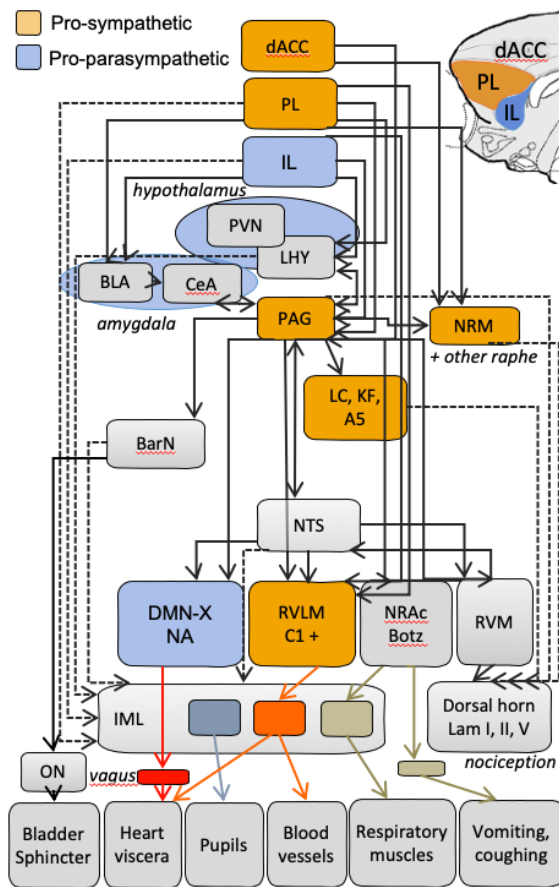 Pro-sympathetic
Pro-parasympathetic
dACC
dACC
PL
PL
IL
IL
hypothalamus
PVN
LHY
BLA
CeA
amygdala
PAG
NRM
+ other raphe
LC, KF,
A5
BarN
NTS
DMN-X
NA
RVLM
C1 +
NRAc
Botz
RVM
IML
Dorsal horn
Lam I, II, V
nociception
ON
vagus
Bladder
Sphincter
Heart
viscera
Pupils
Blood
vessels
Respiratory
muscles
Vomiting,
coughing